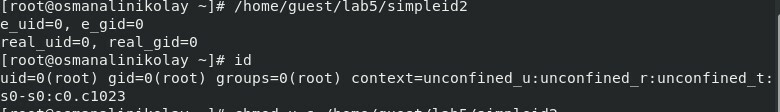 [root@osmanalinikolay ~]# /home/guest/lab5/simpleid2
e_uid=0, e_gid=0
real_uid=0, real_gid=0
[root@osmanalinikolay ~]# id
uid=0(root) gid=0(root) groups=0(root) context=unconfined_u:unconfined_r:unconfined_t:
s0-s0:c0.c1023